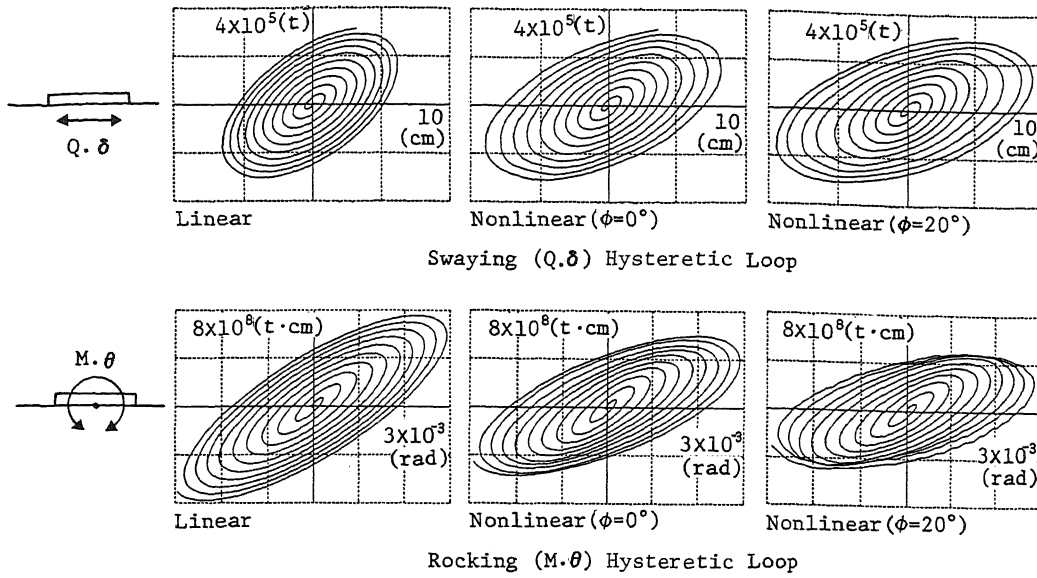 4x10⁵(t)
10
(cm)
Linear
4x10⁵(t)
10
(cm)
Nonlinear(ϕ=0°)
4x10⁵(t)
10
(cm)
Nonlinear(ϕ=20°)
Q.δ
Swaying (Q.δ) Hysteretic Loop
8x10⁸(t·cm)
3x10⁻³
(rad)
Linear
8x10⁸(t·cm)
3x10⁻³
(rad)
Nonlinear(ϕ=0°)
8x10⁸(t·cm)
3x10⁻³
(rad)
Nonlinear(ϕ=20°)
M.θ
Rocking (M.θ) Hysteretic Loop